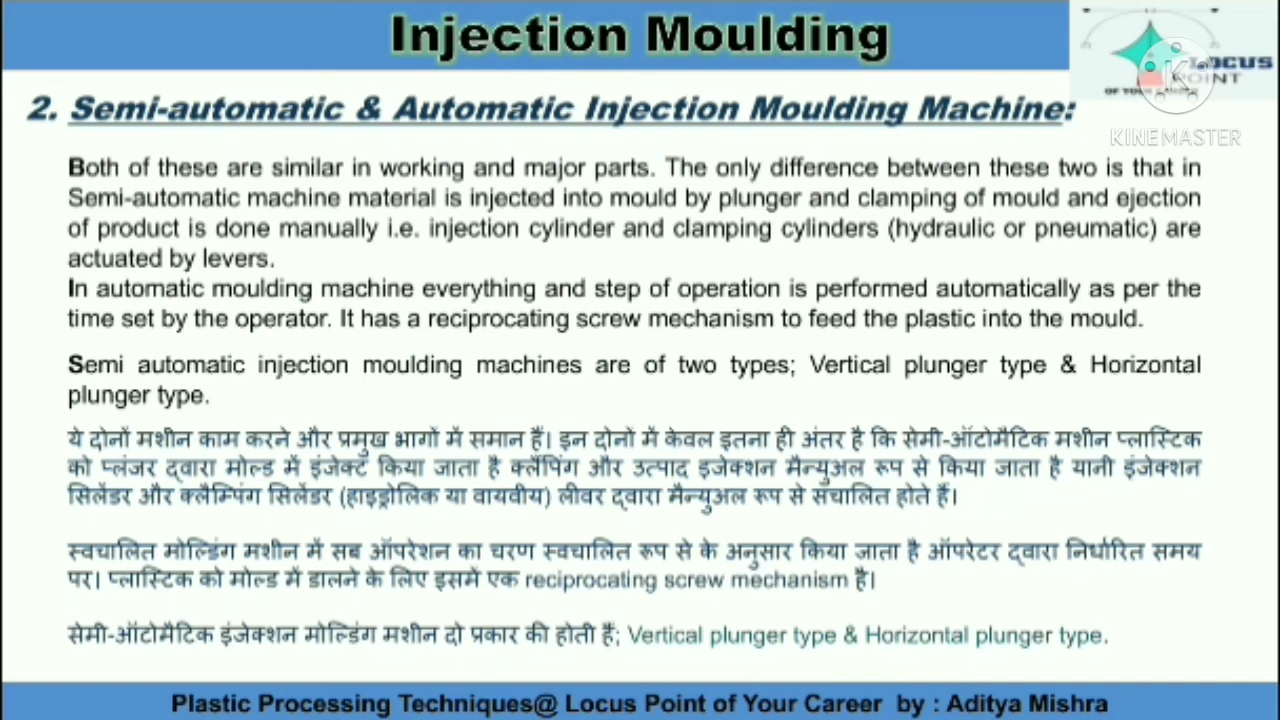 Injection Moulding
LOCUS
POINT
KINEMASTER
2. Semi-automatic & Automatic Injection Moulding Machine:
Both of these are similar in working and major parts. The only difference between these two is that in
Semi-automatic machine material is injected into mould by plunger and clamping of mould and ejection
of product is done manually i.e. injection cylinder and clamping cylinders (hydraulic or pneumatic) are
actuated by levers.
In automatic moulding machine everything and step of operation is performed automatically as per the
time set by the operator. It has a reciprocating screw mechanism to feed the plastic into the mould.
Semi automatic injection moulding machines are of two types; Vertical plunger type & Horizontal
plunger type.
ये दोनों मशीन काम करने और प्रमुख भागों में समान हैं। इन दोनों में केवल इतना ही अंतर है कि सेमी-ऑटोमैटिक मशीन प्लास्टिक
को प्लंजर द्वारा मोल्ड में इंजेक्ट किया जाता है क्लैंपिंग और उत्पाद इजेक्शन मैन्युअल रूप से किया जाता है यानी इंजेक्शन
सिलेंडर और क्लैम्पिंग सिलेंडर (हाइड्रोलिक या वायवीय) लीवर द्वारा मैन्युअल रूप से संचालित होते हैं।
स्वचालित मोल्डिंग मशीन में सब ऑपरेशन का चरण स्वचालित रूप से के अनुसार किया जाता है ऑपरेटर द्वारा निर्धारित समय
पर। प्लास्टिक को मोल्ड में डालने के लिए इसमें एक reciprocating screw mechanism है।
सेमी-ऑटोमैटिक इंजेक्शन मोल्डिंग मशीन दो प्रकार की होती हैं; Vertical plunger type & Horizontal plunger type.
Plastic Processing Techniques@ Locus Point of Your Career by : Aditya Mishra